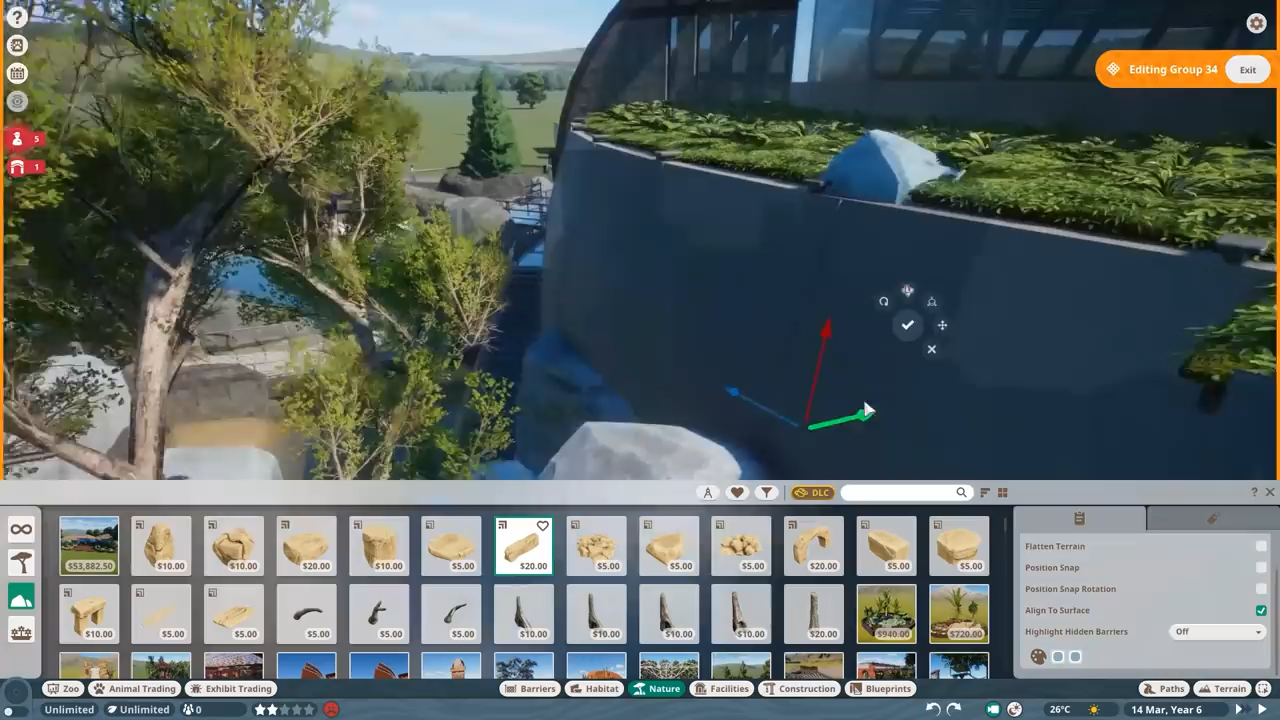 ?
Editing Group 34
Exit
5
1
DLC
?
$53,882.50
$10.00
$10.00
$20.00
$10.00
$5.00
$20.00
$5.00
$5.00
$5.00
$20.00
$5.00
$5.00
$10.00
$5.00
$5.00
$5.00
$5.00
$5.00
$10.00
$10.00
$10.00
$10.00
$20.00
$940.00
$720.00
Flatten Terrain
Position Snap
Position Snap Rotation
Align To Surface
Highlight Hidden Barriers
Off
Zoo
Animal Trading
Exhibit Trading
Barriers
Habitat
Nature
Facilities
Construction
Blueprints
Paths
Terrain
Unlimited
Unlimited
0
26°C
14 Mar, Year 6